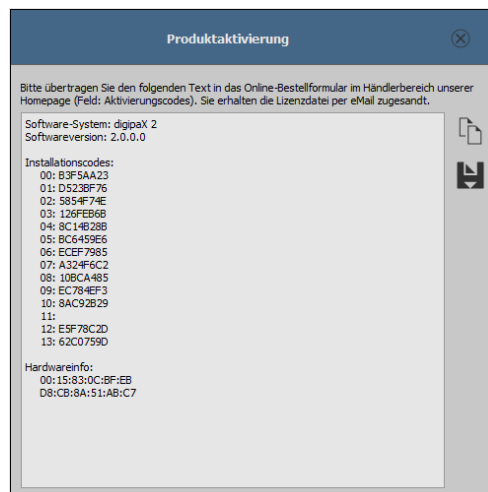 Produktaktivierung
Bitte übertragen Sie den folgenden Text in das Online-Bestellformular im Händlerbereich unserer
Homepage (Feld: Aktivierungscodes). Sie erhalten die Lizenzdatei per eMail zugesandt.
Software-System: digipaX 2
Softwareversion: 2.0.0.0
Installationscodes:
00: B3F5AA23
01: D523BF76
02: 5854F74E
03: 126FEB6B
04: 8C14B28B
05: BC6459E6
06: ECEF7985
07: A324F6C2
08: 10BCA485
09: EC784EF3
10: 8AC92B29
11:
12: E5F78C2D
13: 62C0759D
Hardwareinfo:
00:15:83:0C:BF:EB
D8:CB:8A:51:AB:C7